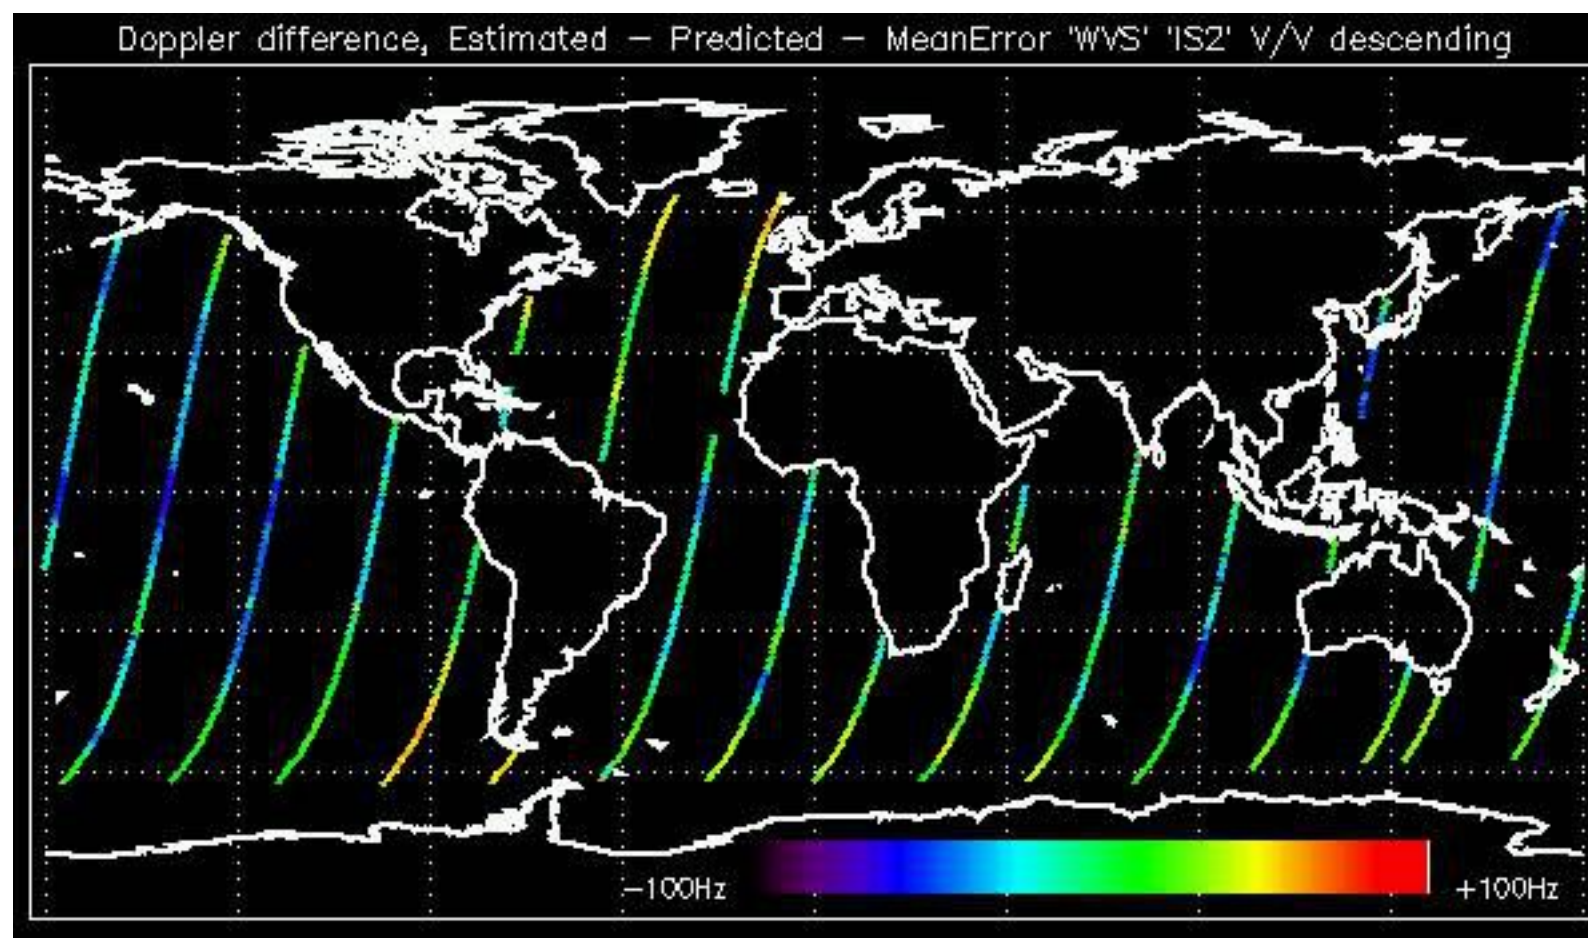 Doppler difference, Estimated − Predicted − MeanError 'WVS' 'IS2' V/V descending
−100Hz
+100Hz